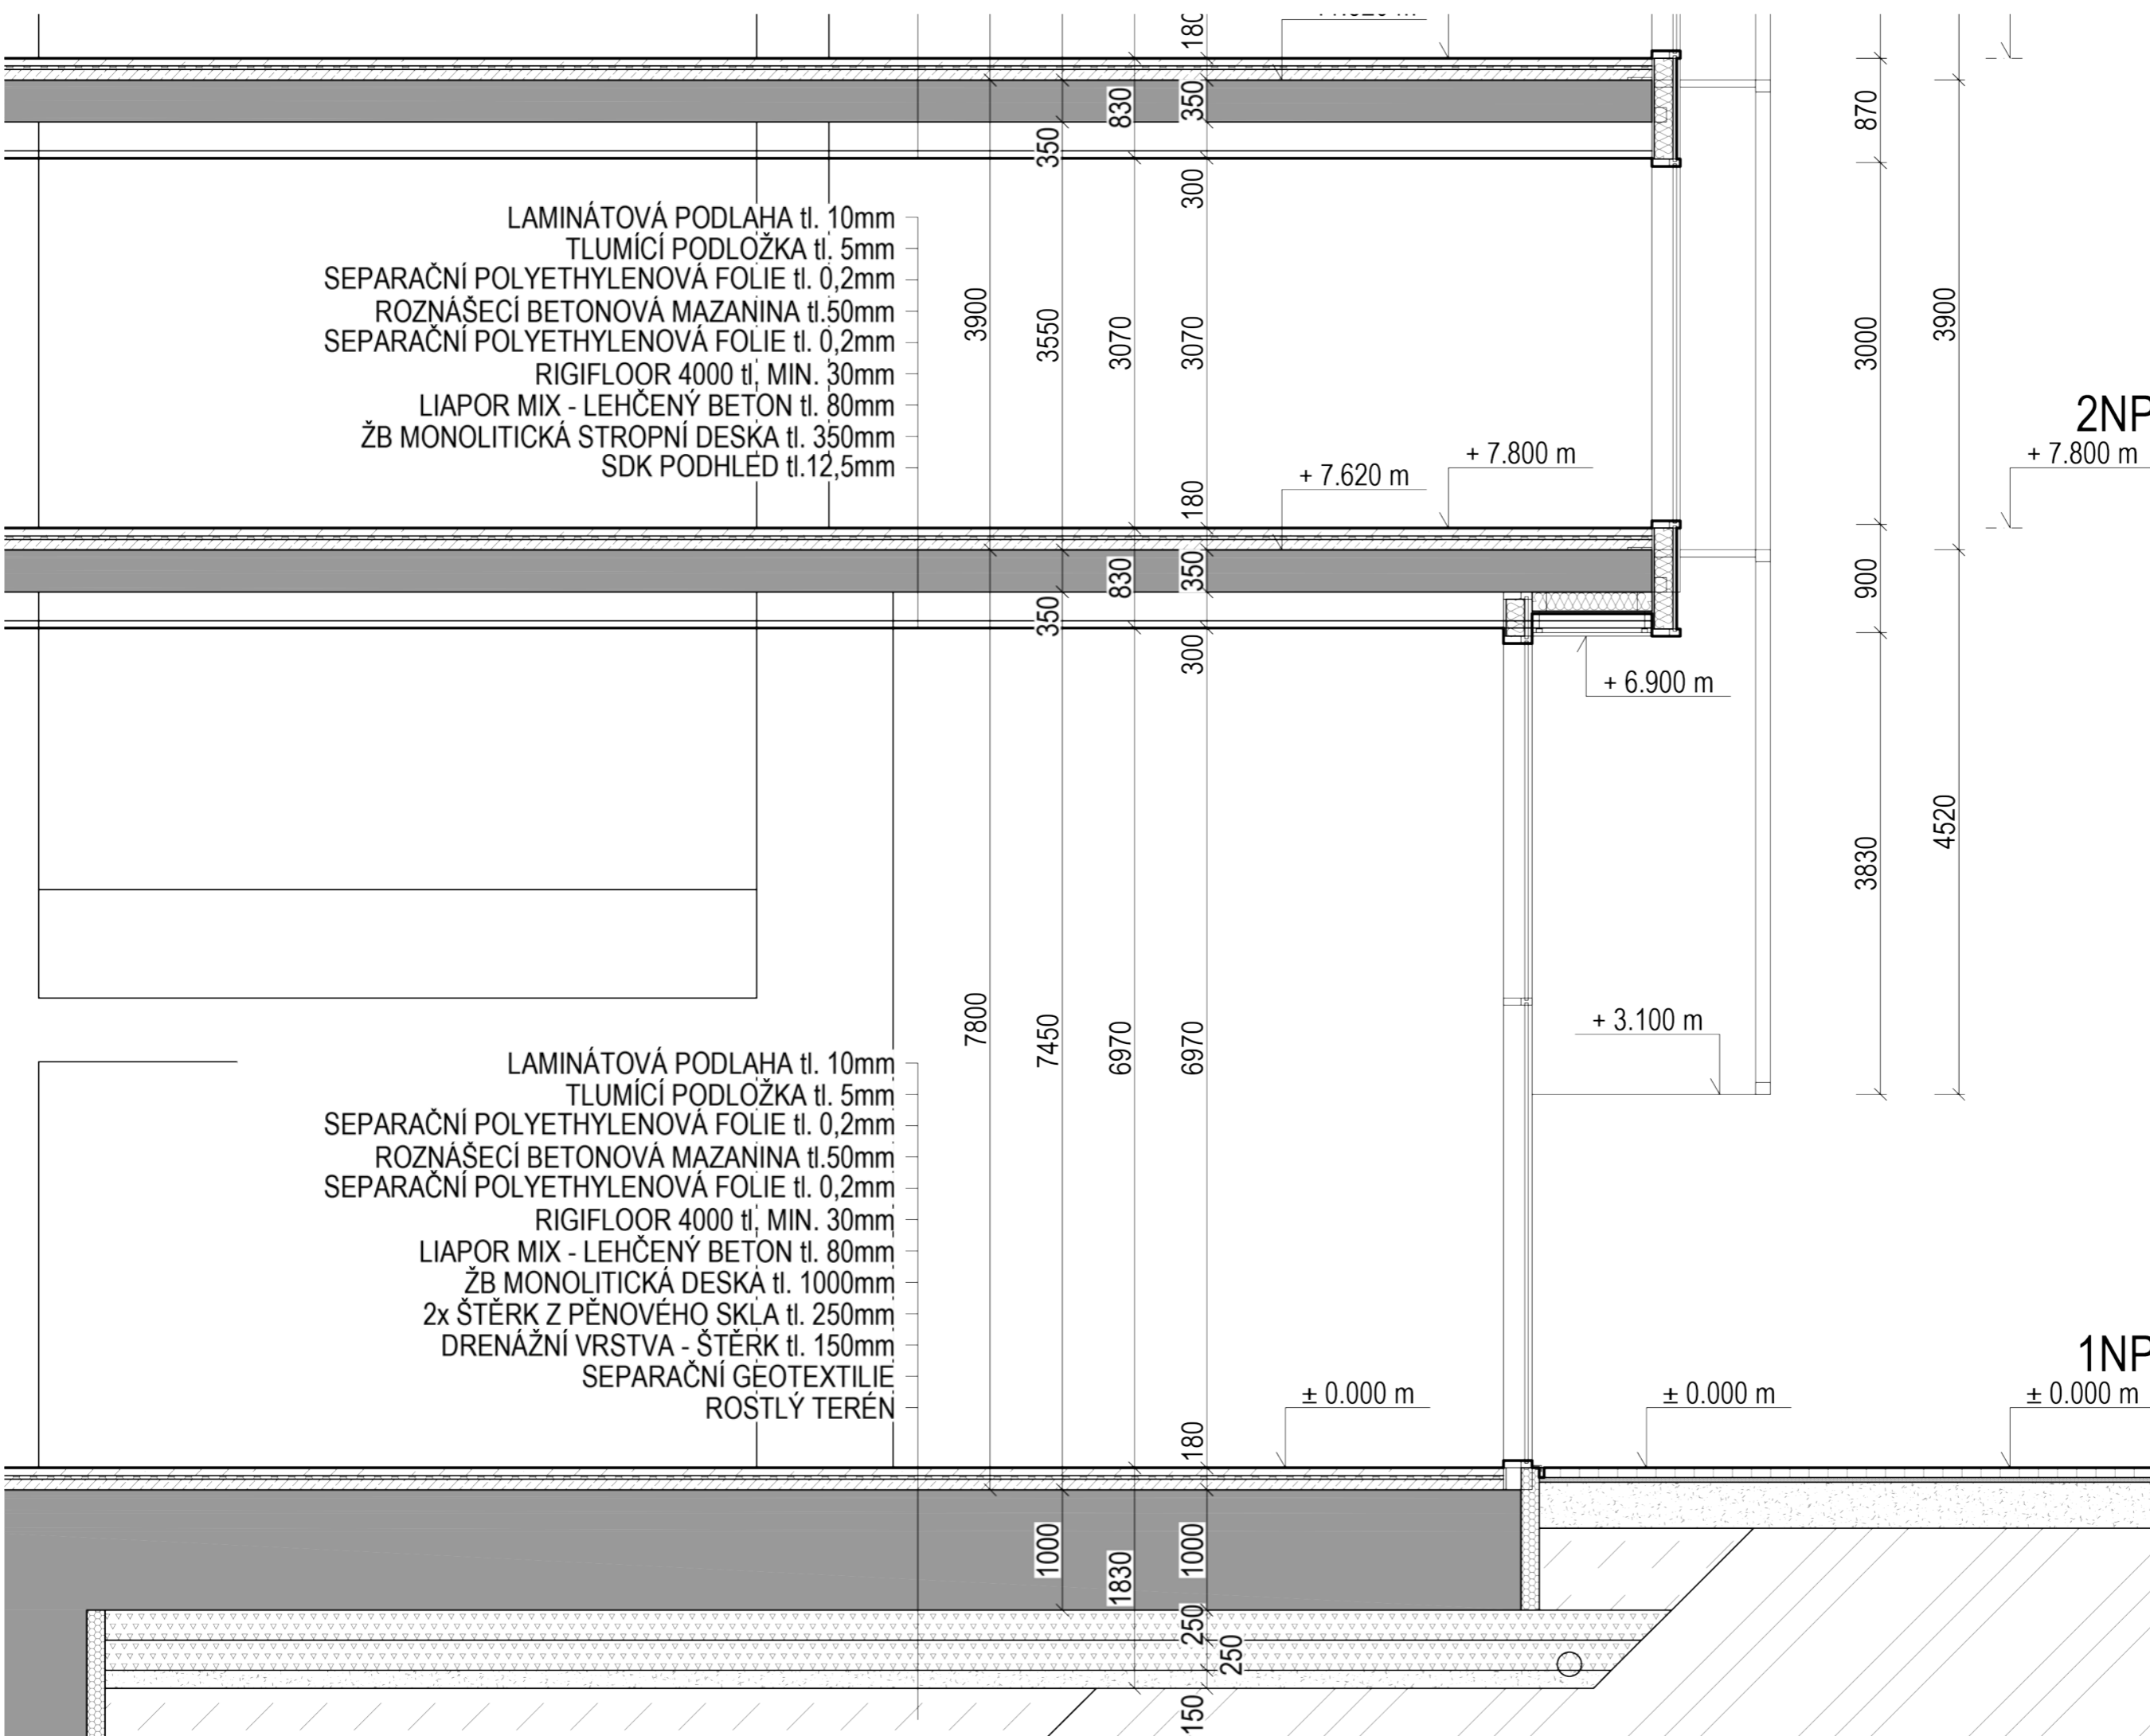 180
830
350
870
350
300
LAMINÁTOVÁ PODLAHA tl. 10mm
TLUMÍCÍ PODLOŽKA tl. 5mm
SEPARAČNÍ POLYETHYLENOVÁ FOLIE tl. 0,2mm
ROZNÁŠECÍ BETONOVÁ MAZANINA tl.50mm
SEPARAČNÍ POLYETHYLENOVÁ FOLIE tl. 0,2mm
RIGIFLOOR 4000 tl. MIN. 30mm
LIAPOR MIX - LEHČENÝ BETON tl. 80mm
ŽB MONOLITICKÁ STROPNÍ DESKA tl. 350mm
SDK PODHLED tl.12,5mm
3900
3550
3070
3070
3000
3900
2NP
+ 7.800 m
+ 7.800 m
+ 7.620 m
180
830
350
900
350
300
+ 6.900 m
3830
4520
7800
7450
6970
6970
+ 3.100 m
LAMINÁTOVÁ PODLAHA tl. 10mm
TLUMÍCÍ PODLOŽKA tl. 5mm
SEPARAČNÍ POLYETHYLENOVÁ FOLIE tl. 0,2mm
ROZNÁŠECÍ BETONOVÁ MAZANINA tl.50mm
SEPARAČNÍ POLYETHYLENOVÁ FOLIE tl. 0,2mm
RIGIFLOOR 4000 tl. MIN. 30mm
LIAPOR MIX - LEHČENÝ BETON tl. 80mm
ŽB MONOLITICKÁ DESKA tl. 1000mm
2x ŠTĚRK Z PĚNOVÉHO SKLA tl. 250mm
DRENÁŽNÍ VRSTVA - ŠTĚRK tl. 150mm
SEPARAČNÍ GEOTEXTILIE
ROSTLÝ TERÉN
1NP
± 0.000 m
± 0.000 m
± 0.000 m
180
1000
1830
1000
250
250
150